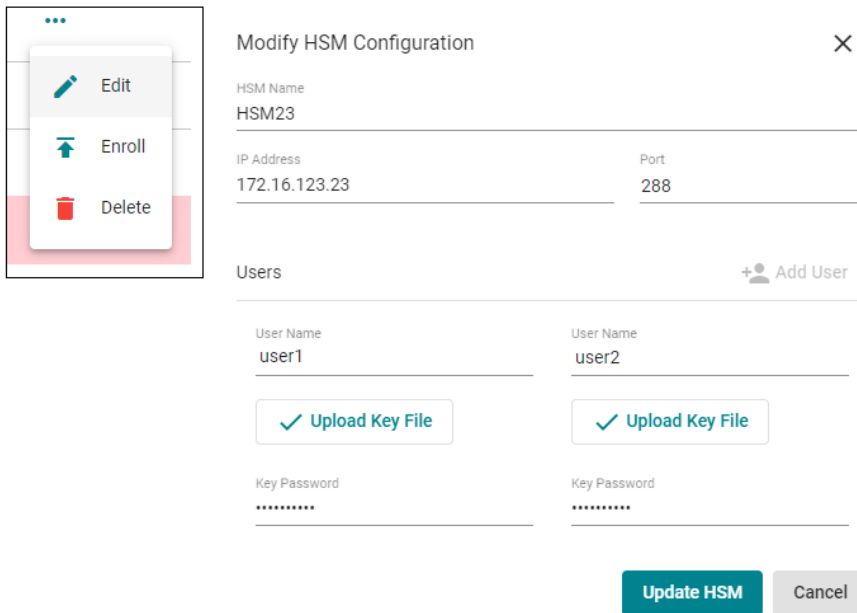 •••
Edit
Enroll
Delete
Modify HSM Configuration
HSM Name
HSM23
IP Address Port
172.16.123.23 288
Users Add User
User Name User Name
user1 user2
Upload Key File Upload Key File
Key Password Key Password
•••••••••• ••••••••••
Update HSM Cancel